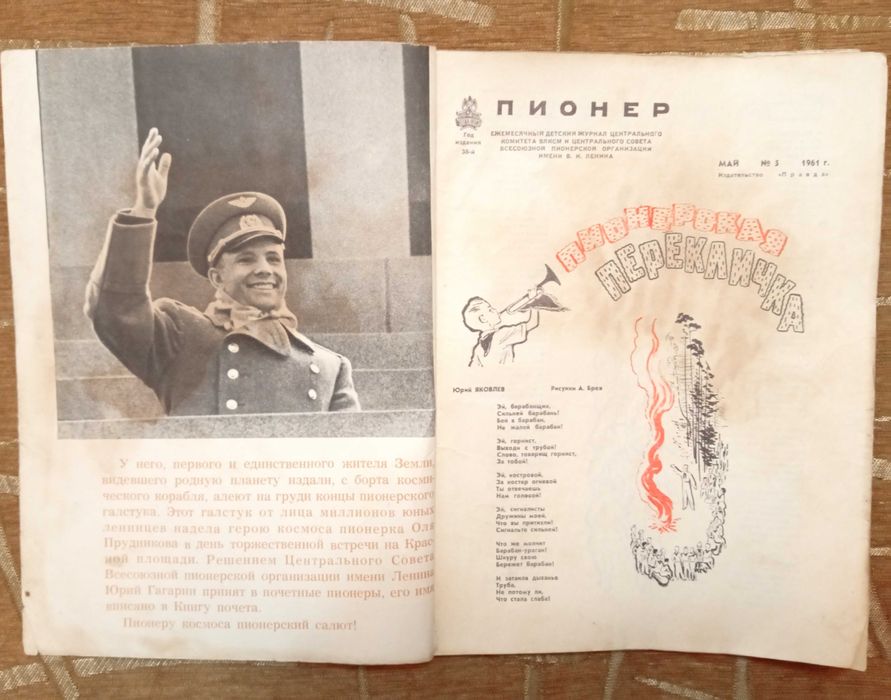 У него, первого и единственного жителя Земли,
видевшего родную планету издали, с борта косми-
ческого корабля, алеют на груди концы пионерского
галстука. Этот галстук от лица миллионов юных
ленинцев надела герою космоса пионерка Оля
Прудникова в день торжественной встречи на Крас-
ной площади. Решением Центрального Совета
Всесоюзной пионерской организации имени Ленина
Юрий Гагарин принят в почетные пионеры, его имя
вписано в Книгу почета.
Пионеру космоса пионерский салют!
ПИОНЕР
Год
издания
38-й
ЕЖЕМЕСЯЧНЫЙ ДЕТСКИЙ ЖУРНАЛ ЦЕНТРАЛЬНОГО
КОМИТЕТА ВЛКСМ И ЦЕНТРАЛЬНОГО СОВЕТА
ВСЕСОЮЗНОЙ ПИОНЕРСКОЙ ОРГАНИЗАЦИИ
ИМЕНИ В. И. ЛЕНИНА
МАЙ № 5 1961 г.
Издательство «Правда»
ПИОНЕРСКАЯ
ПЕРЕКЛИЧКА
Юрий ЯКОВЛЕВ Рисунки А. Брея
Эй, барабанщик,
Сильней барабань!
Бей в барабан,
Не жалей барабан!
Эй, горнист,
Выходи с трубой!
Слово, товарищ горнист,
За тобой!
Эй, костровой,
За костер огневой
Ты отвечаешь
Нам головой!
Эй, сигналисты
Дружины моей,
Что вы притихли!
Сигнальте сильней!
Что же молчит
Барабан-ураган!
Шкуру свою
Бережет барабан!
И затаила дыханье
Труба,
Не потому ли,
Что стала слаба!